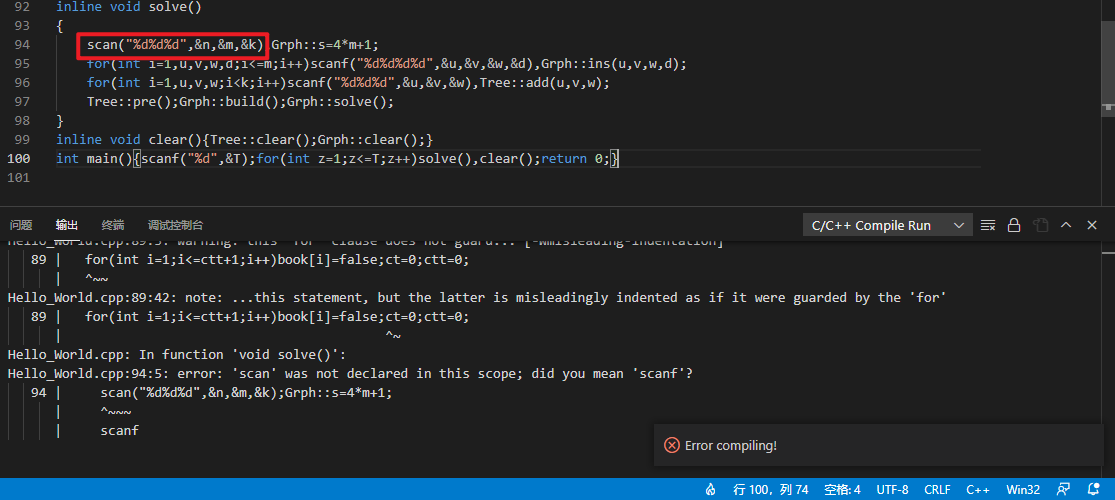 92 inline void solve()
93 {
94 scan("%d%d%d",&n,&m,&k) Grph::s=4*m+1;
95 for(int i=1,u,v,w,d;i<=m;i++)scanf("%d%d%d%d",&u,&v,&w,&d),Grph::ins(u,v,w,d);
96 for(int i=1,u,v,w;i<k;i++)scanf("%d%d%d",&u,&v,&w),Tree::add(u,v,w);
97 Tree::pre();Grph::build();Grph::solve();
98 }
99 inline void clear(){Tree::clear();Grph::clear();}
100 int main(){scanf("%d",&T);for(int z=1;z<=T;z++)solve(),clear();return 0;}
101
问题 输出 终端 调试控制台 C/C++ Compile Run
Hello_World.cpp:89:5: warning: this 'for' clause does not guard... [-Wmisleading-indentation]
89 | for(int i=1;i<=ctt+1;i++)book[i]=false;ct=0;ctt=0;
| ^~~
Hello_World.cpp:89:42: note: ...this statement, but the latter is misleadingly indented as if it were guarded by the 'for'
89 | for(int i=1;i<=ctt+1;i++)book[i]=false;ct=0;ctt=0;
| ^~
Hello_World.cpp: In function 'void solve()':
Hello_World.cpp:94:5: error: 'scan' was not declared in this scope; did you mean 'scanf'?
94 | scan("%d%d%d",&n,&m,&k);Grph::s=4*m+1;
| ^~~~
| scanf
Error compiling!
行 100，列 74 空格: 4 UTF-8 CRLF C++ Win32